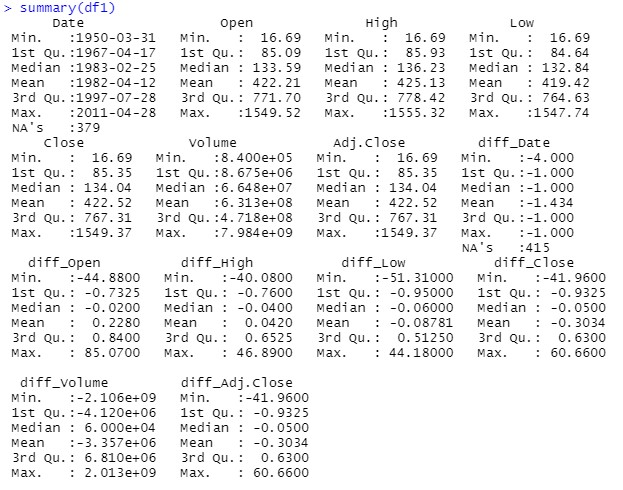 > summary(df1)
Date Open High Low
Min. :1950-03-31 Min. : 16.69 Min. : 16.69 Min. : 16.69
1st Qu.:1967-04-17 1st Qu.: 85.09 1st Qu.: 85.93 1st Qu.: 84.64
Median :1983-02-25 Median : 133.59 Median : 136.23 Median : 132.84
Mean :1982-04-12 Mean : 422.21 Mean : 425.13 Mean : 419.42
3rd Qu.:1997-07-28 3rd Qu.: 771.70 3rd Qu.: 778.42 3rd Qu.: 764.63
Max. :2011-04-28 Max. :1549.52 Max. :1555.32 Max. :1547.74
NA's :379
Close Volume Adj.Close diff_Date
Min. : 16.69 Min. :8.400e+05 Min. : 16.69 Min. :-4.000
1st Qu.: 85.35 1st Qu.:8.675e+06 1st Qu.: 85.35 1st Qu.:-1.000
Median : 134.04 Median :6.648e+07 Median : 134.04 Median :-1.000
Mean : 422.52 Mean :6.313e+08 Mean : 422.52 Mean :-1.434
3rd Qu.: 767.31 3rd Qu.:4.718e+08 3rd Qu.: 767.31 3rd Qu.:-1.000
Max. :1549.37 Max. :7.984e+09 Max. :1549.37 Max. :-1.000
NA's :415
diff_Open diff_High diff_Low diff_Close
Min. :-44.8800 Min. :-40.0800 Min. :-51.31000 Min. :-41.9600
1st Qu.: -0.7325 1st Qu.: -0.7600 1st Qu.: -0.95000 1st Qu.: -0.9325
Median : -0.0200 Median : -0.0400 Median : -0.06000 Median : -0.0500
Mean : 0.2280 Mean : 0.0420 Mean : -0.08781 Mean : -0.3034
3rd Qu.: 0.8400 3rd Qu.: 0.6525 3rd Qu.: 0.51250 3rd Qu.: 0.6300
Max. : 85.0700 Max. : 46.8900 Max. : 44.18000 Max. : 60.6600
diff_Volume diff_Adj.Close
Min. :-2.106e+09 Min. :-41.9600
1st Qu.:-4.120e+06 1st Qu.: -0.9325
Median : 6.000e+04 Median : -0.0500
Mean :-3.357e+06 Mean : -0.3034
3rd Qu.: 6.810e+06 3rd Qu.: 0.6300
Max. : 2.013e+09 Max. : 60.6600